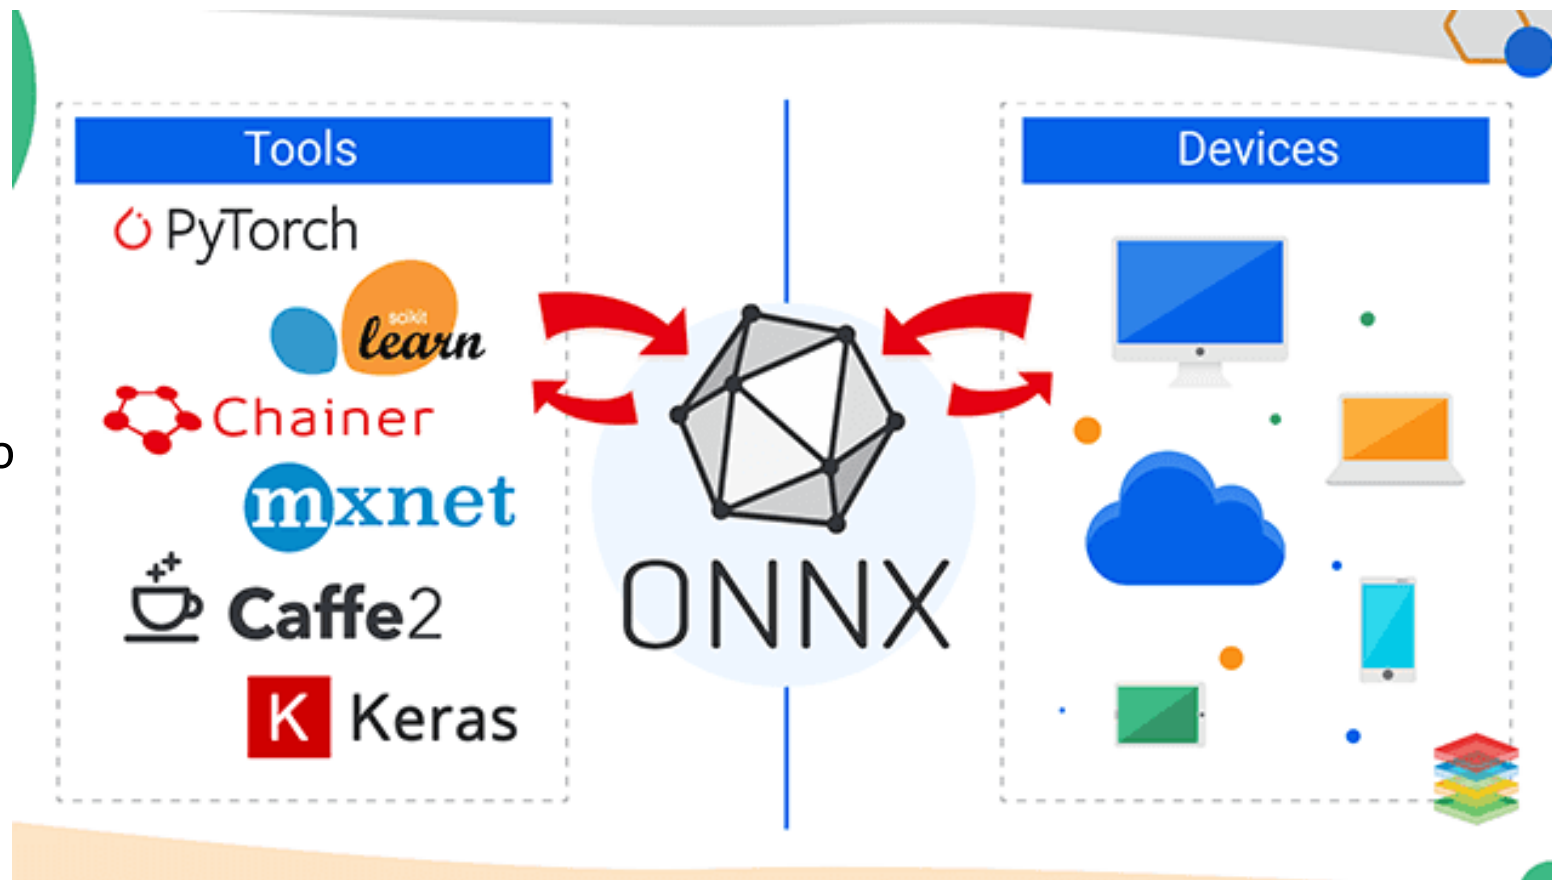 Tools
PyTorch
scikit
learn
Chainer
mxnet
Caffe2
K Keras
ONNX
Devices